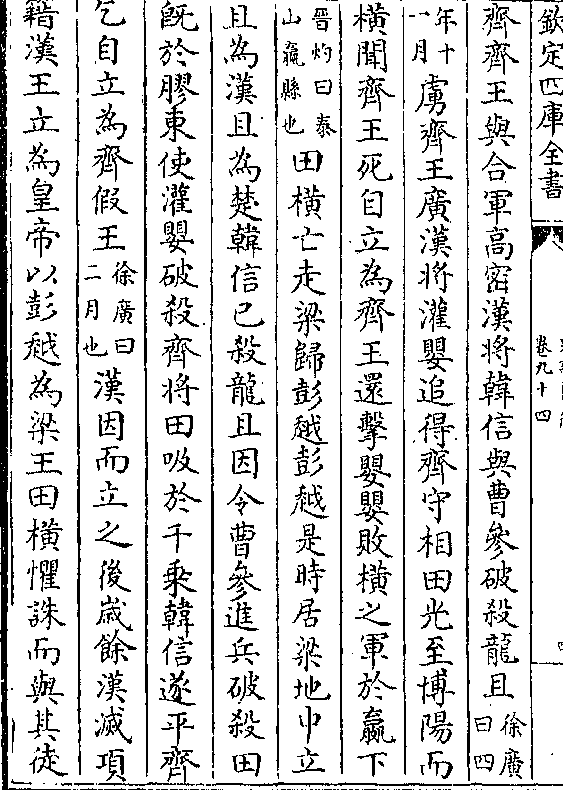 欽定四庫全書
卷九十四
齊齊王與合軍高宻漢將韓信與曹參破殺龍且徐廣曰四
年十一月虜齊王廣漢將灌嬰追得齊守相田光至博陽而
橫聞齊王死自立為齊王還擊嬰嬰敗橫之軍於嬴下
晉灼曰泰山嬴縣也田橫亡走梁歸彭越彭越是時居梁地中立
且為漢且為楚韓信已殺龍且因令曹參進兵破殺田
旣於膠東使灌嬰破殺齊將田吸於千乗韓信遂平齊
乞自立為齊假王徐廣曰二月也漢因而立之後嵗餘漢滅項
籍漢王立為皇帝以彭越為梁王田橫懼誅而與其徒